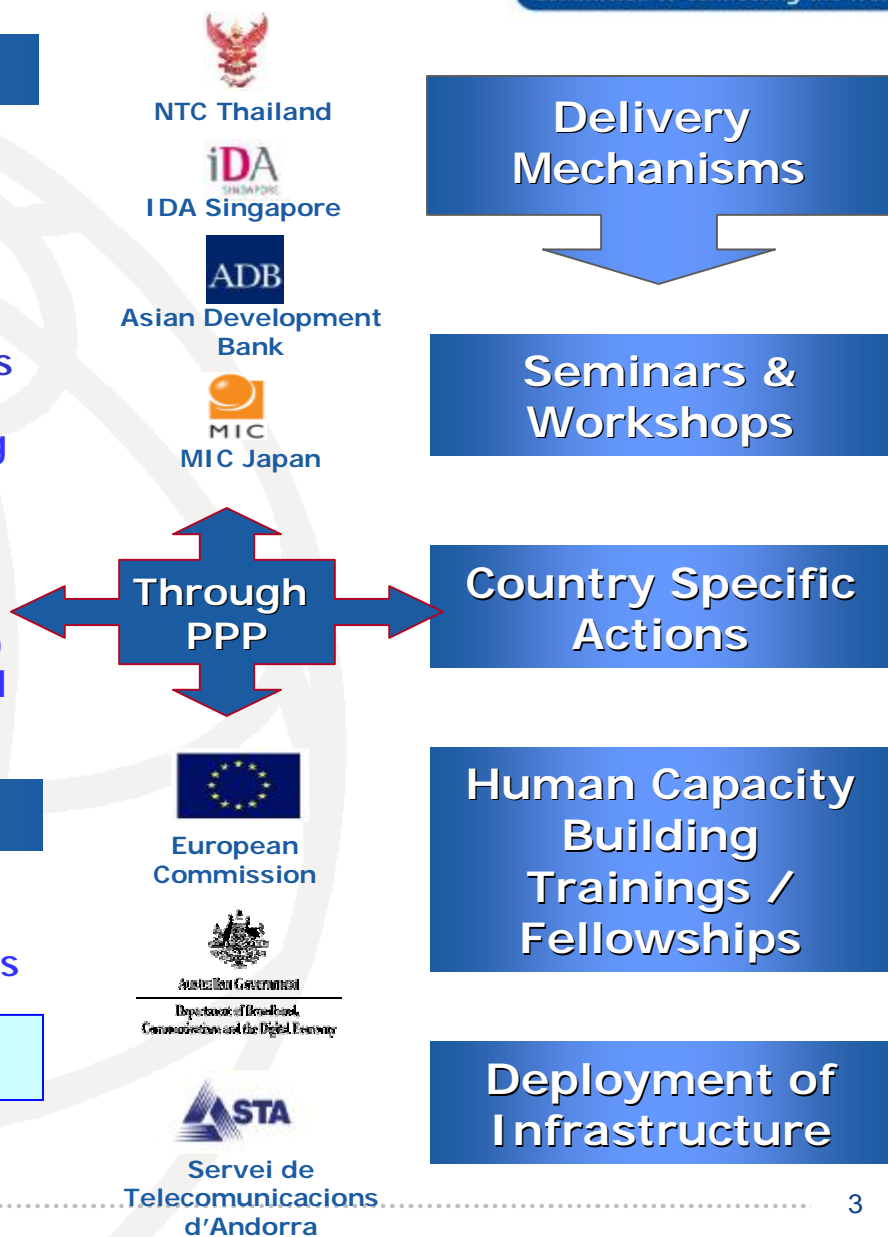 NTC Thailand
iDA
SINGAPORE
IDA Singapore
ADB
Asian Development
Bank
MIC
MIC Japan
Through
PPP
European
Commission
Australian Government
Department of Broadband,
Communications and the Digital Economy
STA
Servei de
Telecomunicacions
d'Andorra
Delivery
Mechanisms
Seminars &
Workshops
Country Specific
Actions
Human Capacity
Building
Trainings /
Fellowships
Deployment of
Infrastructure
3